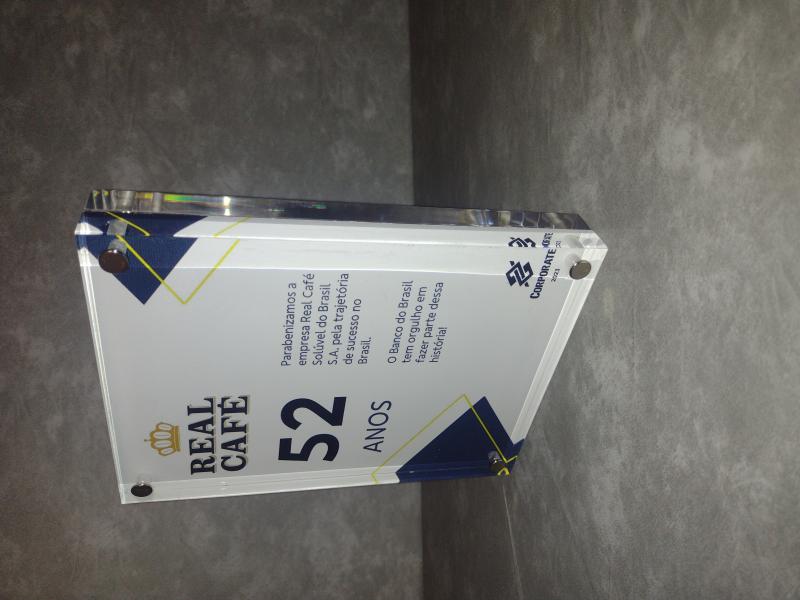 REAL
CAFÉ
52
ANOS
Parabenizamos a
empresa Real Café
Solúvel do Brasil
S.A. pela trajetória
de sucesso no
Brasil.
O Banco do Brasil
tem orgulho em
fazer parte dessa
história!
CORPORATE
2023